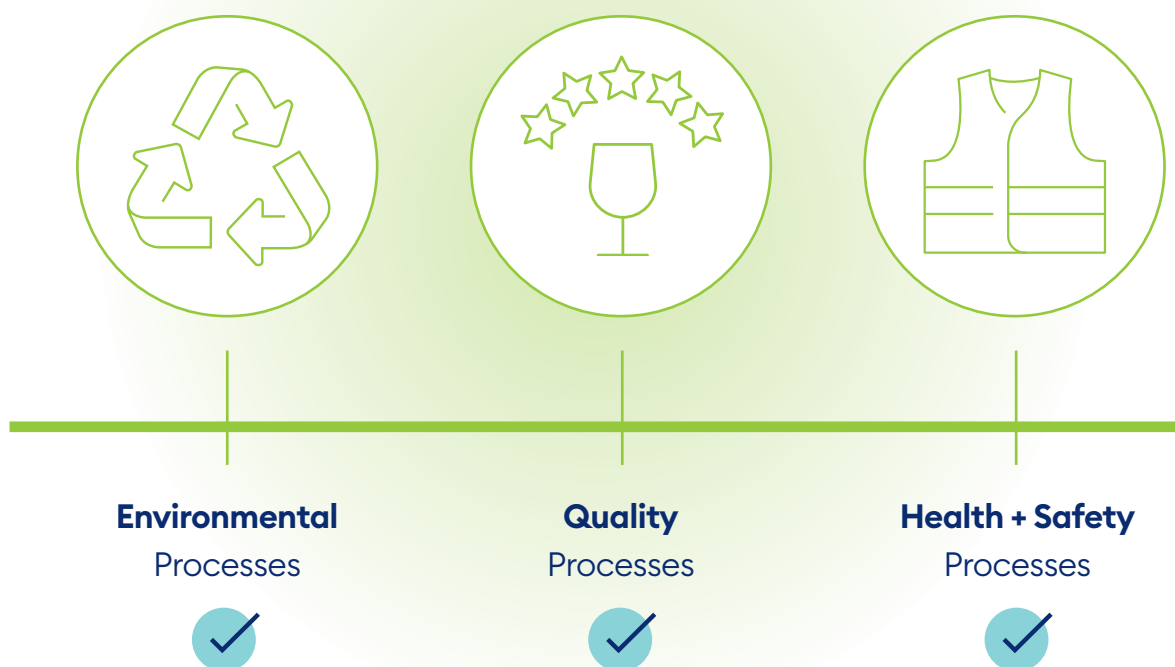 Environmental
Processes
Quality
Processes
Health + Safety
Processes